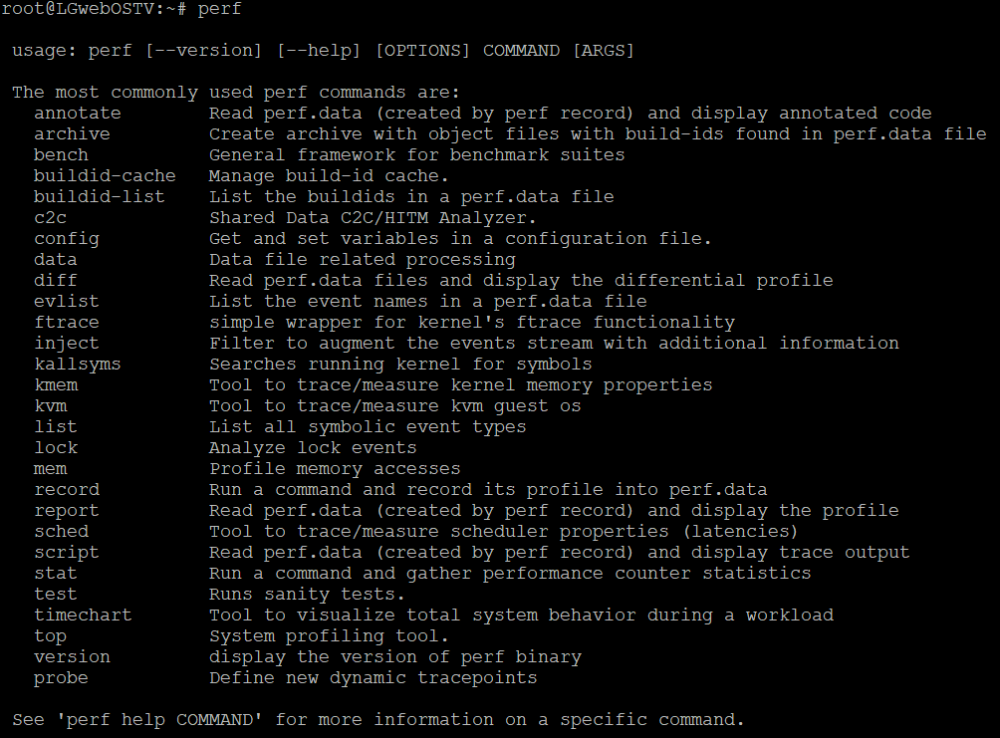 root@LGwebOSTV:~# perf
usage: perf [--version] [--help] [OPTIONS] COMMAND [ARGS]
The most commonly used perf commands are:
annotate        Read perf.data (created by perf record) and display annotated code
archive         Create archive with object files with build-ids found in perf.data file
bench           General framework for benchmark suites
buildid-cache   Manage build-id cache.
buildid-list    List the buildids in a perf.data file
c2c             Shared Data C2C/HITM Analyzer.
config          Get and set variables in a configuration file.
data            Data file related processing
diff            Read perf.data files and display the differential profile
evlist          List the event names in a perf.data file
ftrace          simple wrapper for kernel's ftrace functionality
inject          Filter to augment the events stream with additional information
kallsyms        Searches running kernel for symbols
kmem            Tool to trace/measure kernel memory properties
kvm             Tool to trace/measure kvm guest os
list            List all symbolic event types
lock            Analyze lock events
mem             Profile memory accesses
record          Run a command and record its profile into perf.data
report          Read perf.data (created by perf record) and display the profile
sched           Tool to trace/measure scheduler properties (latencies)
script          Read perf.data (created by perf record) and display trace output
stat            Run a command and gather performance counter statistics
test            Runs sanity tests.
timechart       Tool to visualize total system behavior during a workload
top             System profiling tool.
version         display the version of perf binary
probe           Define new dynamic tracepoints
See 'perf help COMMAND' for more information on a specific command.